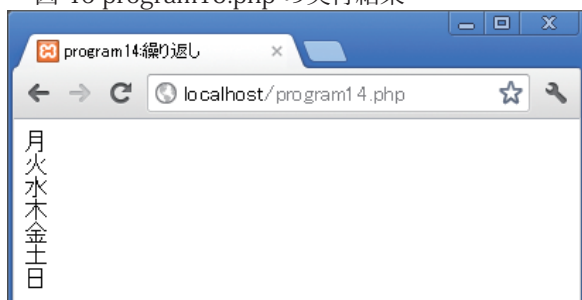 図 16 program16.php の実行結果
program14:繰り返し
localhost/program14.php
月
火
水
木
金
土
日